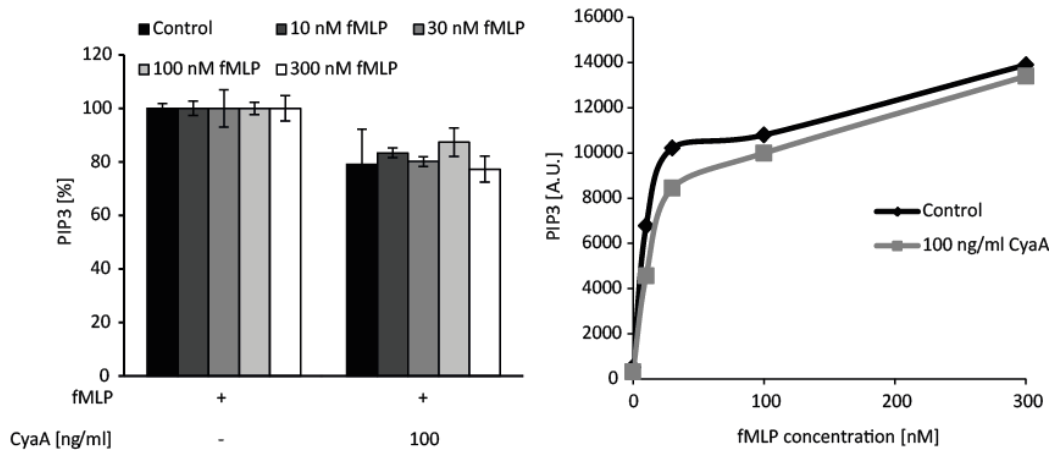 Control 10 nM fMLP 30 nM fMLP
100 nM fMLP 300 nM fMLP
120
100
80
60
40
20
0
PIP3 [%]
fMLP + +
CyaA [ng/ml] - 100
16000
14000
12000
10000
8000
6000
4000
2000
0
PIP3 [A.U.]
Control
100 ng/ml CyaA
0 100 200 300
fMLP concentration [nM]